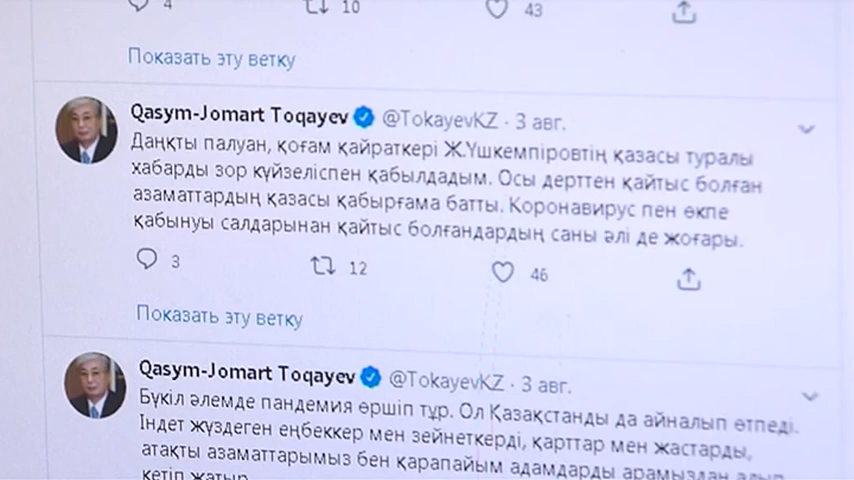 4 10 43
Показать эту ветку
Qasym-Jomart Toqayev @TokayevKZ · 3 авг.
Даңқты палуан, қоғам қайраткері Ж.Үшкемпіровтің қазасы туралы
хабарды зор күйзеліспен қабылдадым. Осы дерттен қайтыс болған
азаматтардың қазасы қабырғама батты. Коронавирус пен өкпе
қабынуы салдарынан қайтыс болғандардың саны әлі де жоғары.
3 12 46
Показать эту ветку
Qasym-Jomart Toqayev @TokayevKZ · 3 авг.
Бүкіл әлемде пандемия өршіп тұр. Ол Қазақстанды да айналып өтпеді.
Індет жүздеген еңбеккер мен зейнеткерді, қарттар мен жастарды,
атақты азаматтарымыз бен қарапайым адамдарды арамыздан алып
кетіп жатыр.